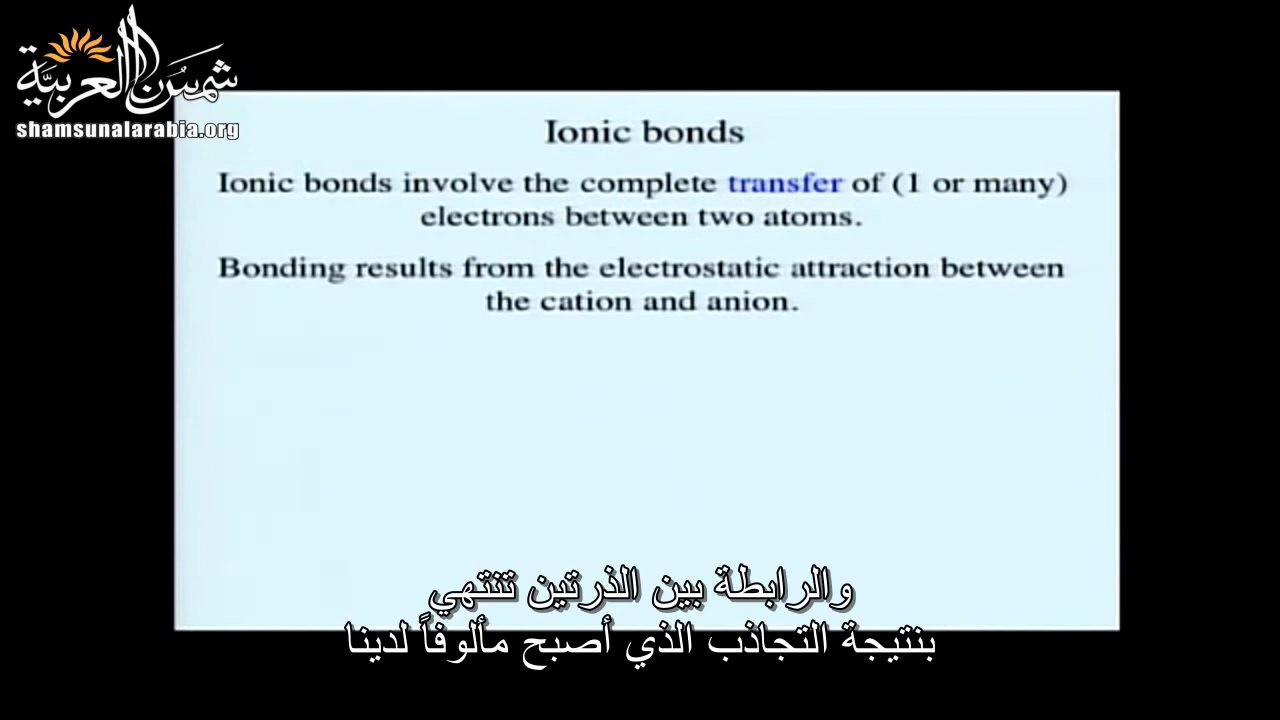 شمس العربية
shamsunalarabia.org
Ionic bonds
Ionic bonds involve the complete transfer of (1 or many)
electrons between two atoms.
Bonding results from the electrostatic attraction between
the cation and anion.
والرابطة بين الذرتين تنتهي
بنتيجة التجاذب الذي أصبح مألوفاً لدينا